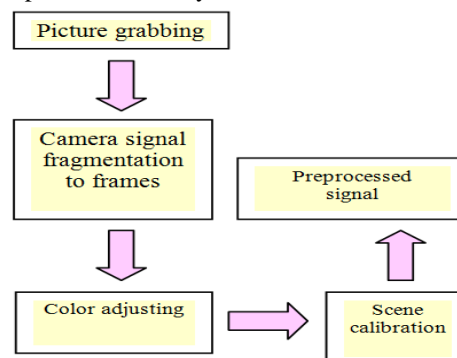 Picture grabbing
Camera signal
fragmentation
to frames
Preprocessed
signal
Color adjusting
Scene
calibration